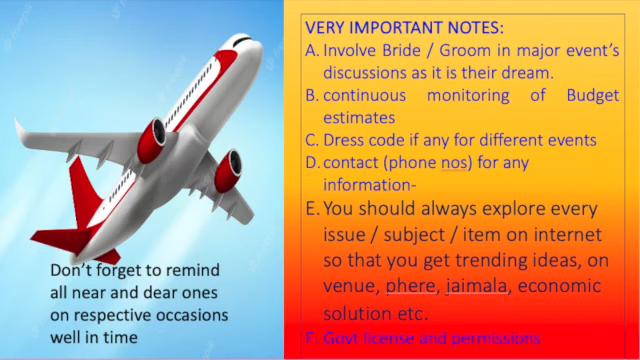 Don't forget to remind
all near and dear ones
on respective occasions
well in time
VERY IMPORTANT NOTES:
A. Involve Bride / Groom in major event's
discussions as it is their dream.
B. continuous monitoring of Budget
estimates
C. Dress code if any for different events
D. contact (phone nos) for any
information-
E. You should always explore every
issue / subject / item on internet
so that you get trending ideas, on
venue, phere, jaimala, economic
solution etc.
F. Govt license and permissions